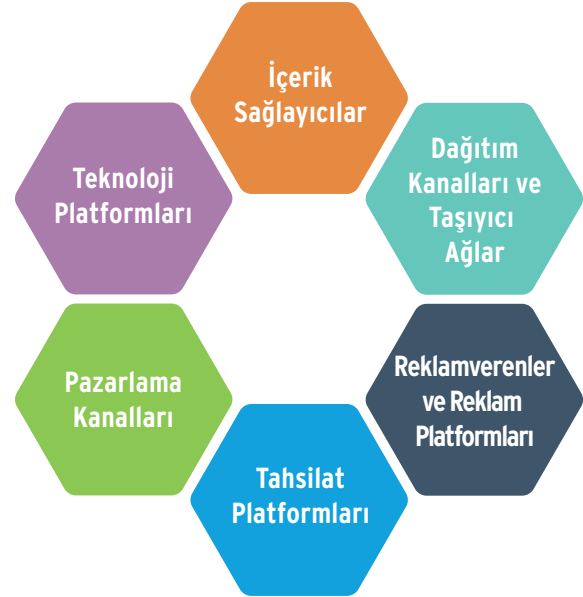 İçerik
Sağlayıcılar
Dağıtım
Kanalları ve
Taşıyıcı
Ağlar
Reklamverenler
ve Reklam
Platformları
Tahsilat
Platformları
Pazarlama
Kanalları
Teknoloji
Platformları